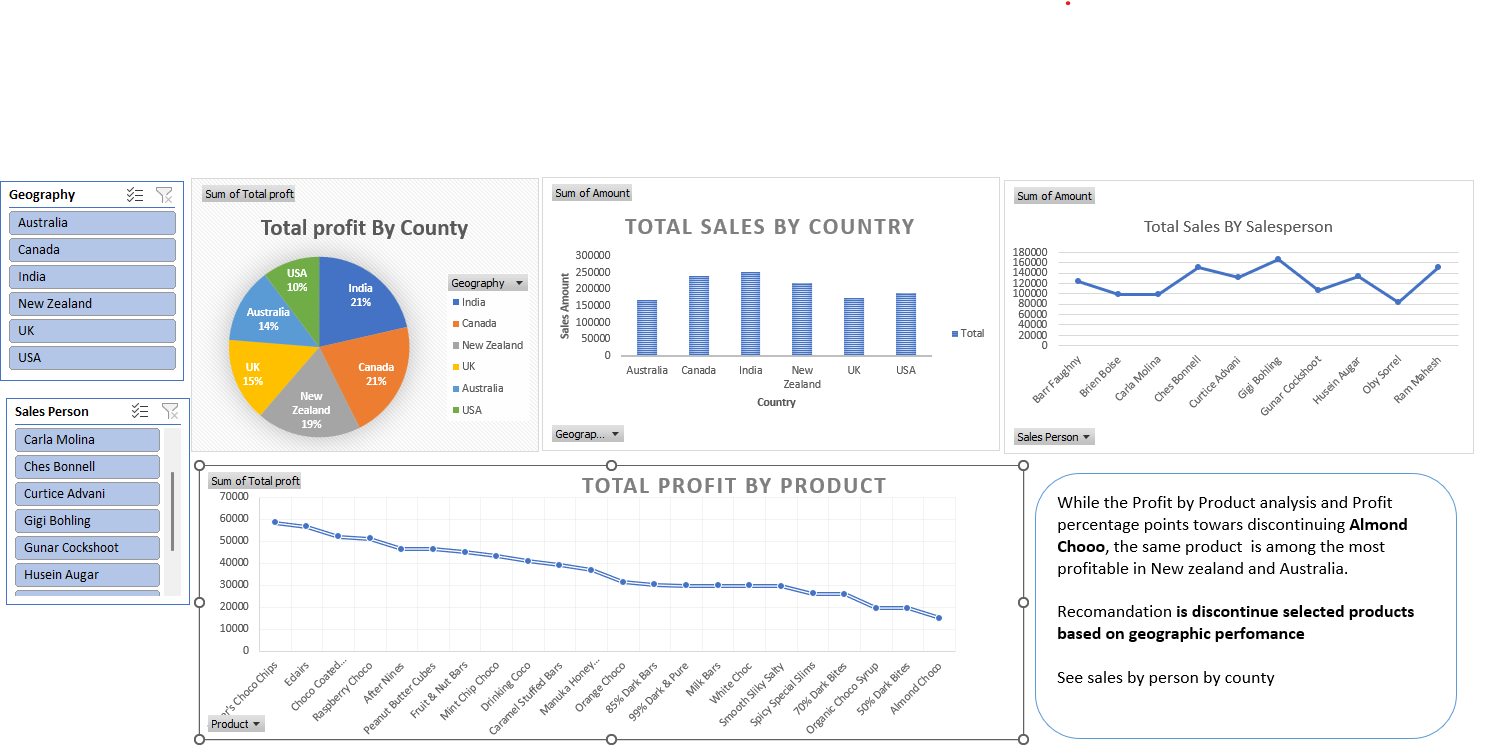 Geography
Australia
Canada
India
New Zealand
UK
USA
Sales Person
Carla Molina
Ches Bonnell
Curtice Advani
Gigi Bohling
Gunar Cockshoot
Husein Augar
Sum of Total proft
Total profit By County
USA
10%
India
21%
Australia
14%
UK
15%
Canada
21%
New
Zealand
19%
Geography
India
Canada
New Zealand
UK
Australia
USA
Sum of Amount
TOTAL SALES BY COUNTRY
Sales Amount
300000
250000
200000
150000
100000
50000
0
Australia
Canada
India
New
Zealand
UK
USA
Country
Total
Geograp...
Sum of Amount
Total Sales BY Salesperson
180000
160000
140000
120000
100000
80000
60000
40000
20000
0
Barr Faughny
Brien Boise
Carla Molina
Ches Bonnell
Curtice Advani
Gigi Bohling
Gunar Cockshoot
Husein Augar
Oby Sorrel
Ram Mahesh
Sales Person
Sum of Total proft
TOTAL PROFIT BY PRODUCT
70000
60000
50000
40000
30000
20000
10000
0
Choco Chips
Eclairs
Choco Coated...
Raspberry Choco
After Nines
Peanut Butter Cubes
Fruit & Nut Bars
Mint Chip Choco
Drinking Coco
Caramel Stuffed Bars
Manuka Honey...
Orange Choco
85% Dark Bars
99% Dark & Pure
Milk Bars
White Choc
Smooth Sliky Salty
Spicy Special Slims
70% Dark Bites
Organic Choco Syrup
50% Dark Bites
Almond Choco
Product
While the Profit by Product analysis and Profit
percentage points towars discontinuing Almond
Chooo, the same product is among the most
profitable in New zealand and Australia.
Recomandation is discontinue selected products
based on geographic perfomance
See sales by person by county